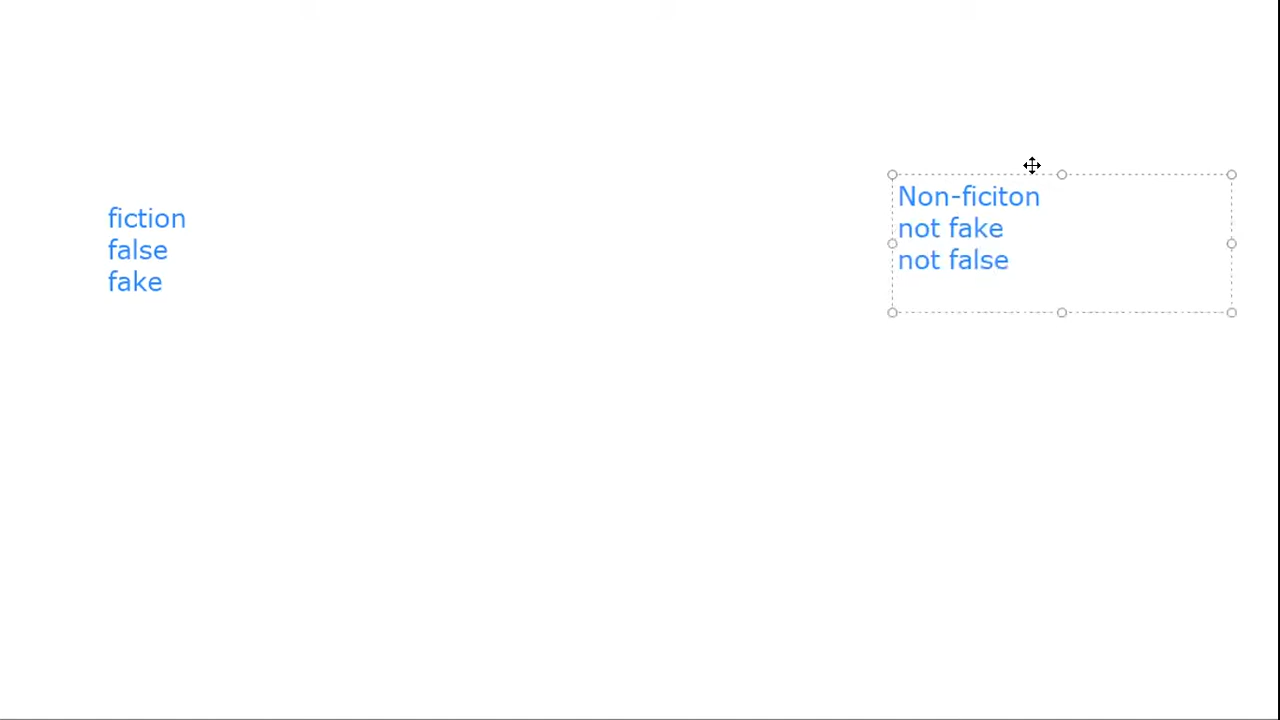 fiction
false
fake
Non-ficiton
not fake
not false